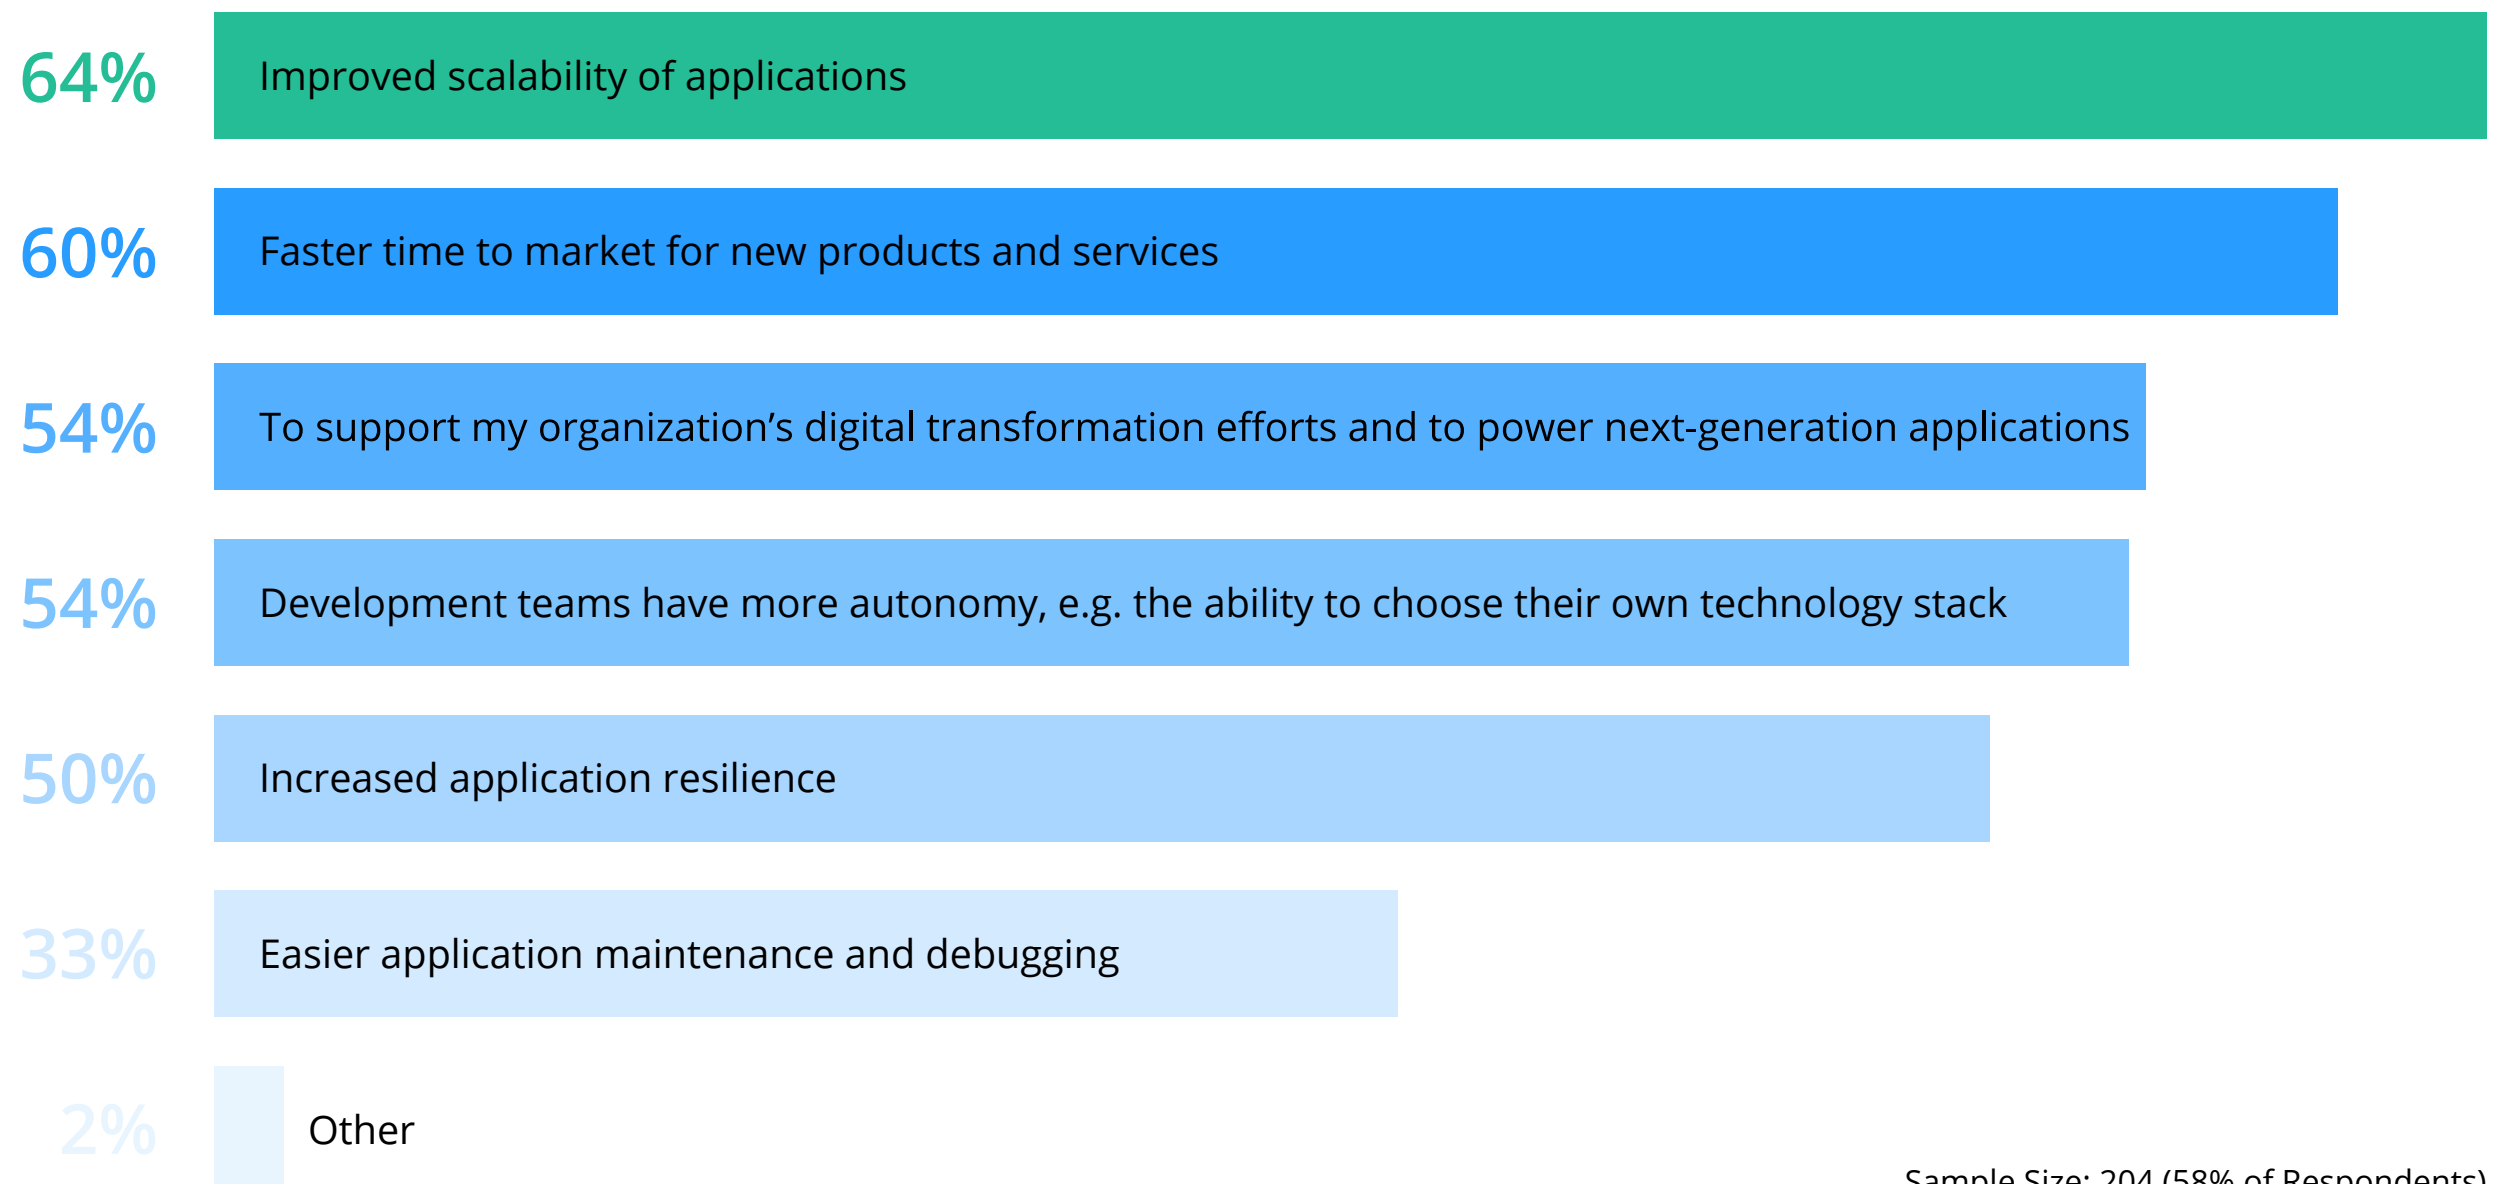 64% Improved scalability of applications
60% Faster time to market for new products and services
54% To support my organization’s digital transformation efforts and to power next-generation applications
54% Development teams have more autonomy, e.g. the ability to choose their own technology stack
50% Increased application resilience
33% Easier application maintenance and debugging
2% Other
Sample Size: 204 (58% of Respondents)